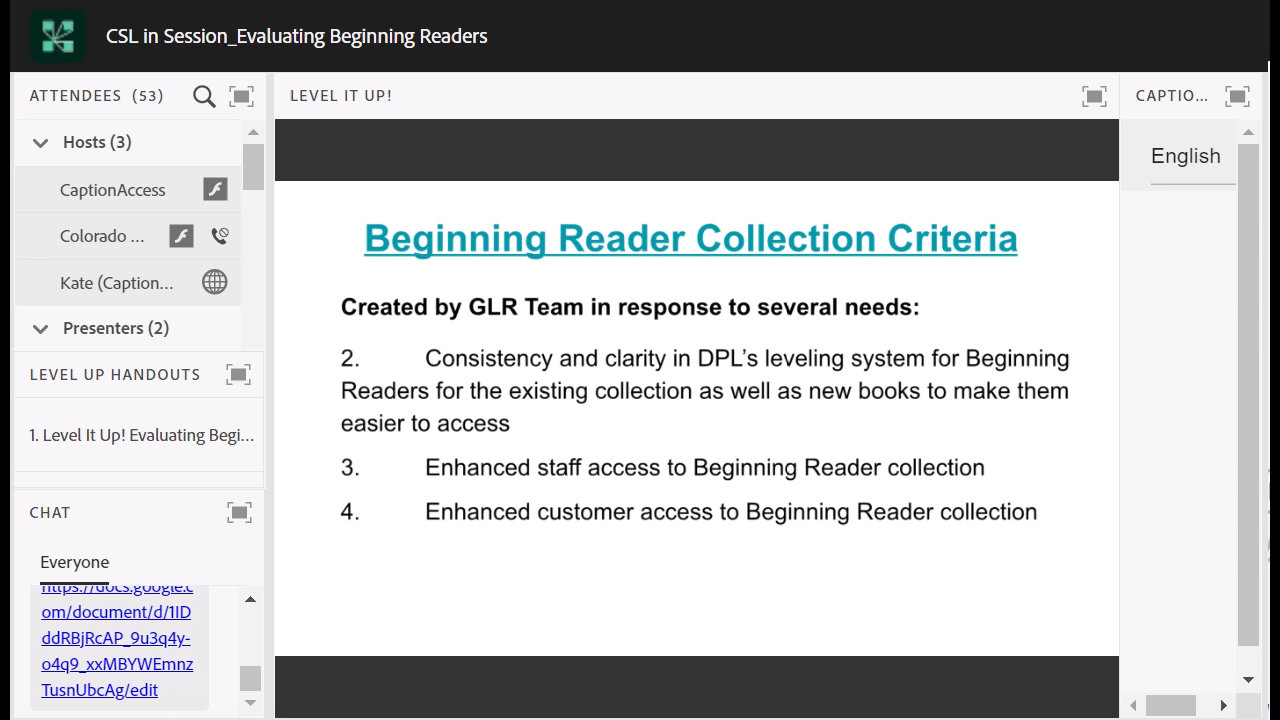 CSL in Session_Evaluating Beginning Readers
ATTENDEES (53)
Hosts (3)
CaptionAccess
Colorado ...
Kate (Caption...
Presenters (2)
LEVEL UP HANDOUTS
1. Level It Up! Evaluating Begi...
CHAT
Everyone
https://docs.google.c
om/document/d/1ID
ddRBjRcAP_9u3q4y-
o4q9_xxMBYWEmnz
TusnUbcAg/edit
LEVEL IT UP!
Beginning Reader Collection Criteria
Created by GLR Team in response to several needs:
2. Consistency and clarity in DPL's leveling system for Beginning
Readers for the existing collection as well as new books to make them
easier to access
3. Enhanced staff access to Beginning Reader collection
4. Enhanced customer access to Beginning Reader collection
CAPTIO...
English